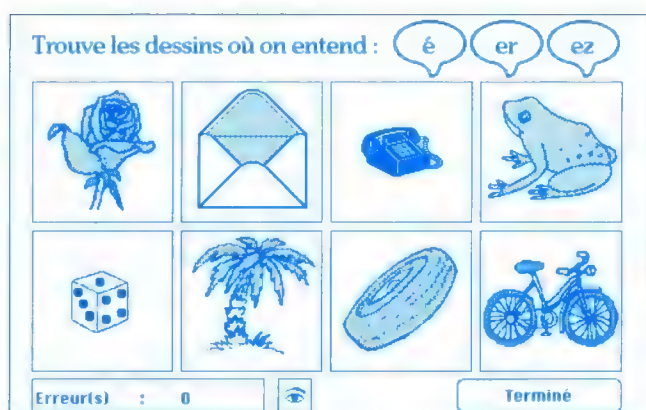 Trouve les dessins où on entend : é er ez
Erreur(s) : 0 Terminé